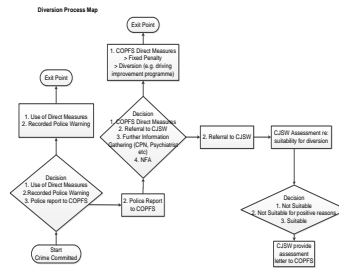 Diversion Process Map
Exit Point
1. COPFS Direct Measures
> Fixed Penalty
> Diversion (e.g. driving
improvement programme)
Exit Point
1. Use of Direct Measures
2. Recorded Police Warning
Decision
1. COPFS Direct Measures
2. Referral to CJSW
3. Further Information
Gathering (CPN, Psychiatrist
etc)
4. NFA
2. Referral to CJSW
CJSW Assessment re:
suitability for diversion
Decision
1. Use of Direct Measures
2.Recorded Police Warning
3. Police report to COPFS
2. Police Report
to COPFS
Decision
1. Not Suitable
2. Not Suitable for positive reasons
3. Suitable
Start
Crime Committed
CJSW provide
assessment
letter to COPFS